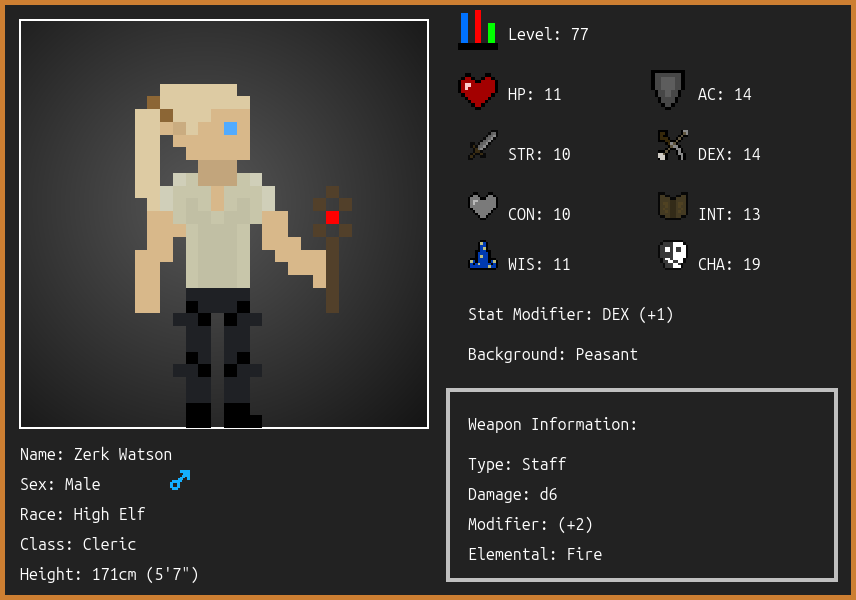 Level: 77
HP: 11
AC: 14
STR: 10
DEX: 14
CON: 10
INT: 13
WIS: 11
CHA: 19
Stat Modifier: DEX (+1)
Background: Peasant
Weapon Information:
Type: Staff
Damage: d6
Modifier: (+2)
Elemental: Fire
Name: Zerk Watson
Sex: Male
Race: High Elf
Class: Cleric
Height: 171cm (5'7")